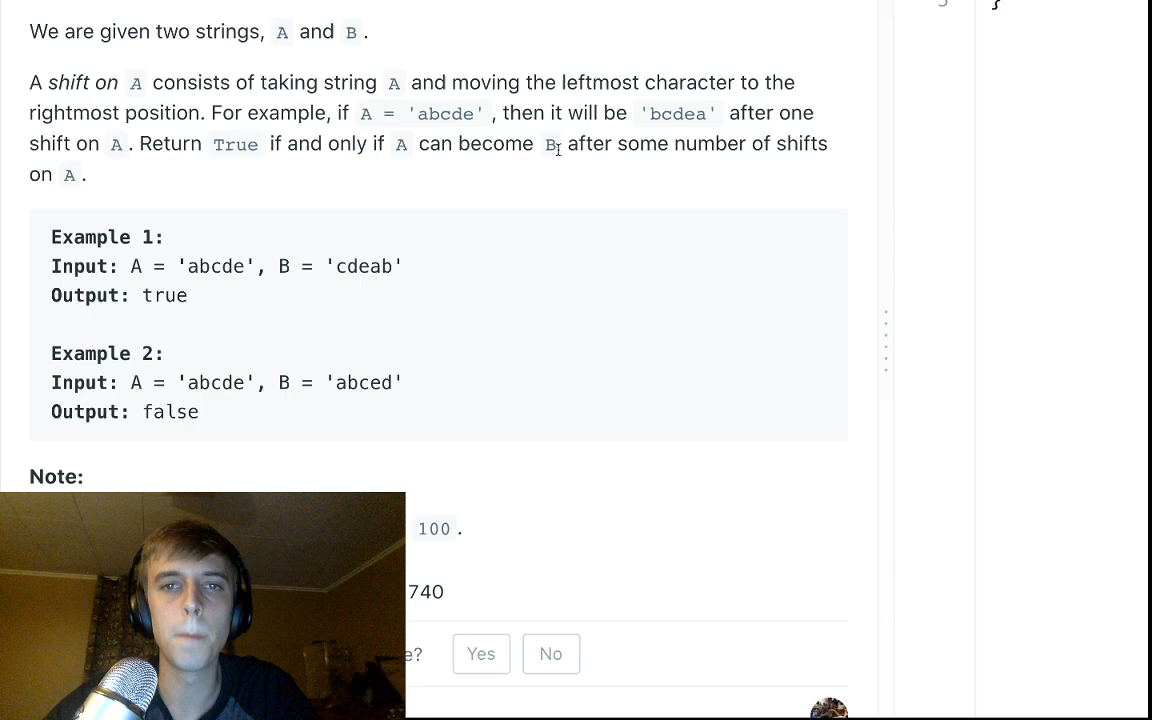 5 }
We are given two strings, A and B .
A shift on A consists of taking string A and moving the leftmost character to the
rightmost position. For example, if A = 'abcde' , then it will be 'bcdea' after one
shift on A . Return True if and only if A can become B after some number of shifts
on A .
Example 1:
Input: A = 'abcde', B = 'cdeab'
Output: true
Example 2:
Input: A = 'abcde', B = 'abced'
Output: false
Note:
100 .
740
e?
Yes
No